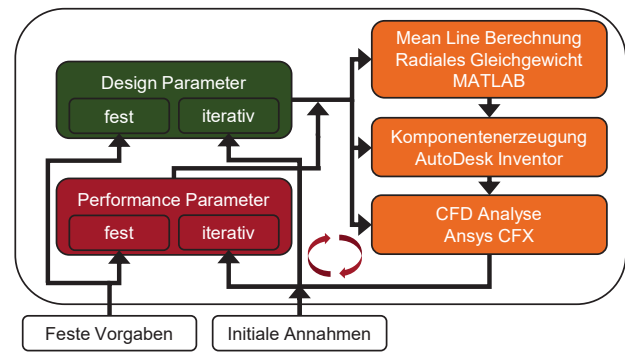 Design Parameter
fest
iterativ
Performance Parameter
fest
iterativ
Mean Line Berechnung
Radiales Gleichgewicht
MATLAB
Komponentenerzeugung
AutoDesk Inventor
CFD Analyse
Ansys CFX
Feste Vorgaben
Initiale Annahmen